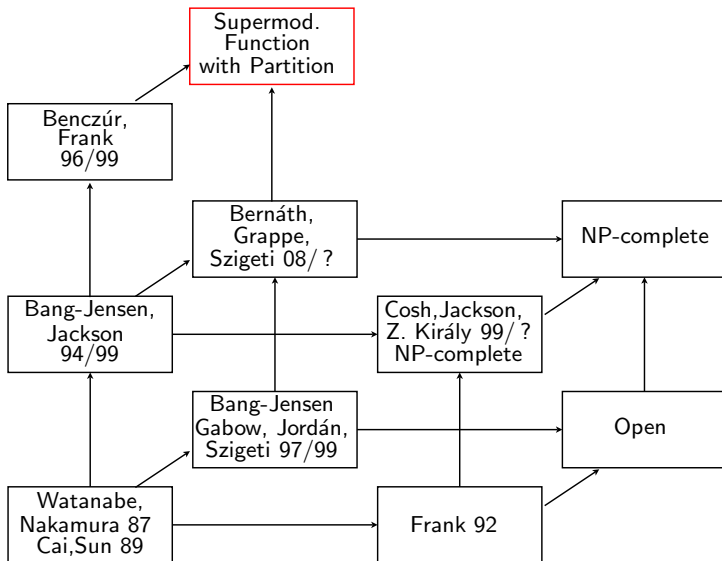 Supermod.
Function
with Partition
Benczúr,
Frank
96/99
Bernáth,
Grappe,
Szigeti 08/ ?
NP-complete
Bang-Jensen,
Jackson
94/99
Cosh,Jackson,
Z. Király 99/ ?
NP-complete
Bang-Jensen
Gabow, Jordán,
Szigeti 97/99
Open
Watanabe,
Nakamura 87
Cai,Sun 89
Frank 92